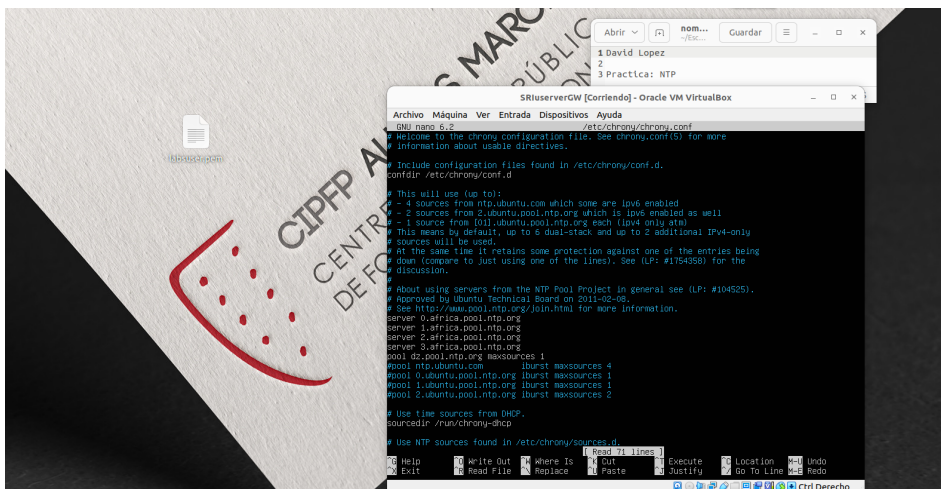 CIPFP AUSIÀS MARCH
CENTRE PÚBLIC
DE FO
labsuser.pem
Abrir
nom...
~/Esc...
Guardar
1 David Lopez
2
3 Practica: NTP
SRIuserverGW [Corriendo] - Oracle VM VirtualBox
Archivo Máquina Ver Entrada Dispositivos Ayuda
GNU nano 6.2 /etc/chrony/chrony.conf
# Welcome to the chrony configuration file. See chrony.conf(5) for more
# information about usable directives.
# Include configuration files found in /etc/chrony/conf.d.
confdir /etc/chrony/conf.d
# This will use (up to):
# - 4 sources from ntp.ubuntu.com which some are ipv6 enabled
# - 2 sources from 2.ubuntu.pool.ntp.org which is ipv6 enabled as well
# - 1 source from [01].ubuntu.pool.ntp.org each (ipv4 only atm)
# This means by default, up to 6 dual-stack and up to 2 additional IPv4-only
# sources will be used.
# At the same time it retains some protection against one of the entries being
# down (compare to just using one of the lines). See (LP: #1754358) for the
# discussion.
#
# About using servers from the NTP Pool Project in general see (LP: #104525).
# Approved by Ubuntu Technical Board on 2011-02-08.
# See http://www.pool.ntp.org/join.html for more information.
server 0.africa.pool.ntp.org
server 1.africa.pool.ntp.org
server 2.africa.pool.ntp.org
server 3.africa.pool.ntp.org
pool dz.pool.ntp.org maxsources 1
#pool ntp.ubuntu.com iburst maxsources 4
#pool 0.ubuntu.pool.ntp.org iburst maxsources 1
#pool 1.ubuntu.pool.ntp.org iburst maxsources 1
#pool 2.ubuntu.pool.ntp.org iburst maxsources 2
# Use time sources from DHCP.
sourcedir /run/chrony-dhcp
# Use NTP sources found in /etc/chrony/sources.d.
[ Read 71 lines ]
^G Help ^O Write Out ^W Where Is ^K Cut ^T Execute ^C Location M-U Undo
^X Exit ^R Read File ^\ Replace ^U Paste ^J Justify ^/ Go To Line M-E Redo
Ctrl Derecho